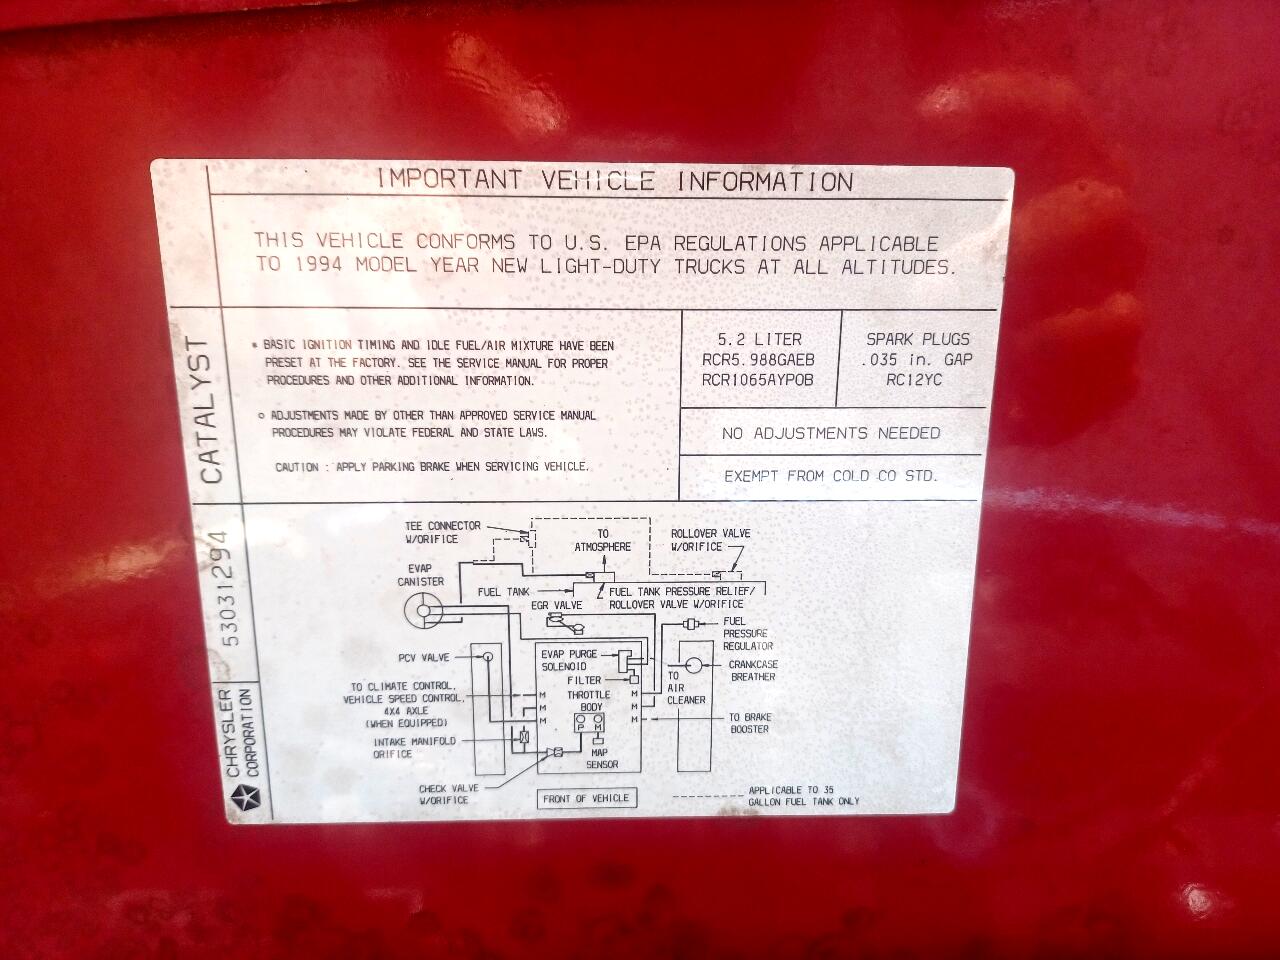 IMPORTANT VEHICLE INFORMATION
THIS VEHICLE CONFORMS TO U.S. EPA REGULATIONS APPLICABLE
TO 1994 MODEL YEAR NEW LIGHT-DUTY TRUCKS AT ALL ALTITUDES.
CATALYST
53031294
CHRYSLER
CORPORATION
* BASIC IGNITION TIMING AND IDLE FUEL/AIR MIXTURE HAVE BEEN
PRESET AT THE FACTORY. SEE THE SERVICE MANUAL FOR PROPER
PROCEDURES AND OTHER ADDITIONAL INFORMATION.
o ADJUSTMENTS MADE BY OTHER THAN APPROVED SERVICE MANUAL
PROCEDURES MAY VIOLATE FEDERAL AND STATE LAWS.
CAUTION : APPLY PARKING BRAKE WHEN SERVICING VEHICLE.
5.2 LITER
RCR5.988GAEB
RCR1065AYP0B
SPARK PLUGS
.035 in. GAP
RC12YC
NO ADJUSTMENTS NEEDED
EXEMPT FROM COLD CO STD.
TEE CONNECTOR
W/ORIFICE
TO
ATMOSPHERE
ROLLOVER VALVE
W/ORIFICE
EVAP
CANISTER
FUEL TANK
FUEL TANK PRESSURE RELIEF/
ROLLOVER VALVE W/ORIFICE
EGR VALVE
FUEL
PRESSURE
REGULATOR
PCV VALVE
EVAP PURGE
SOLENOID
FILTER
CRANKCASE
BREATHER
TO
AIR
CLEANER
TO CLIMATE CONTROL,
VEHICLE SPEED CONTROL,
4X4 AXLE
(WHEN EQUIPPED)
THROTTLE
BODY
M
M
M
M
M
M
P M
TO BRAKE
BOOSTER
INTAKE MANIFOLD
ORIFICE
MAP
SENSOR
CHECK VALVE
W/ORIFICE
FRONT OF VEHICLE
APPLICABLE TO 35
GALLON FUEL TANK ONLY